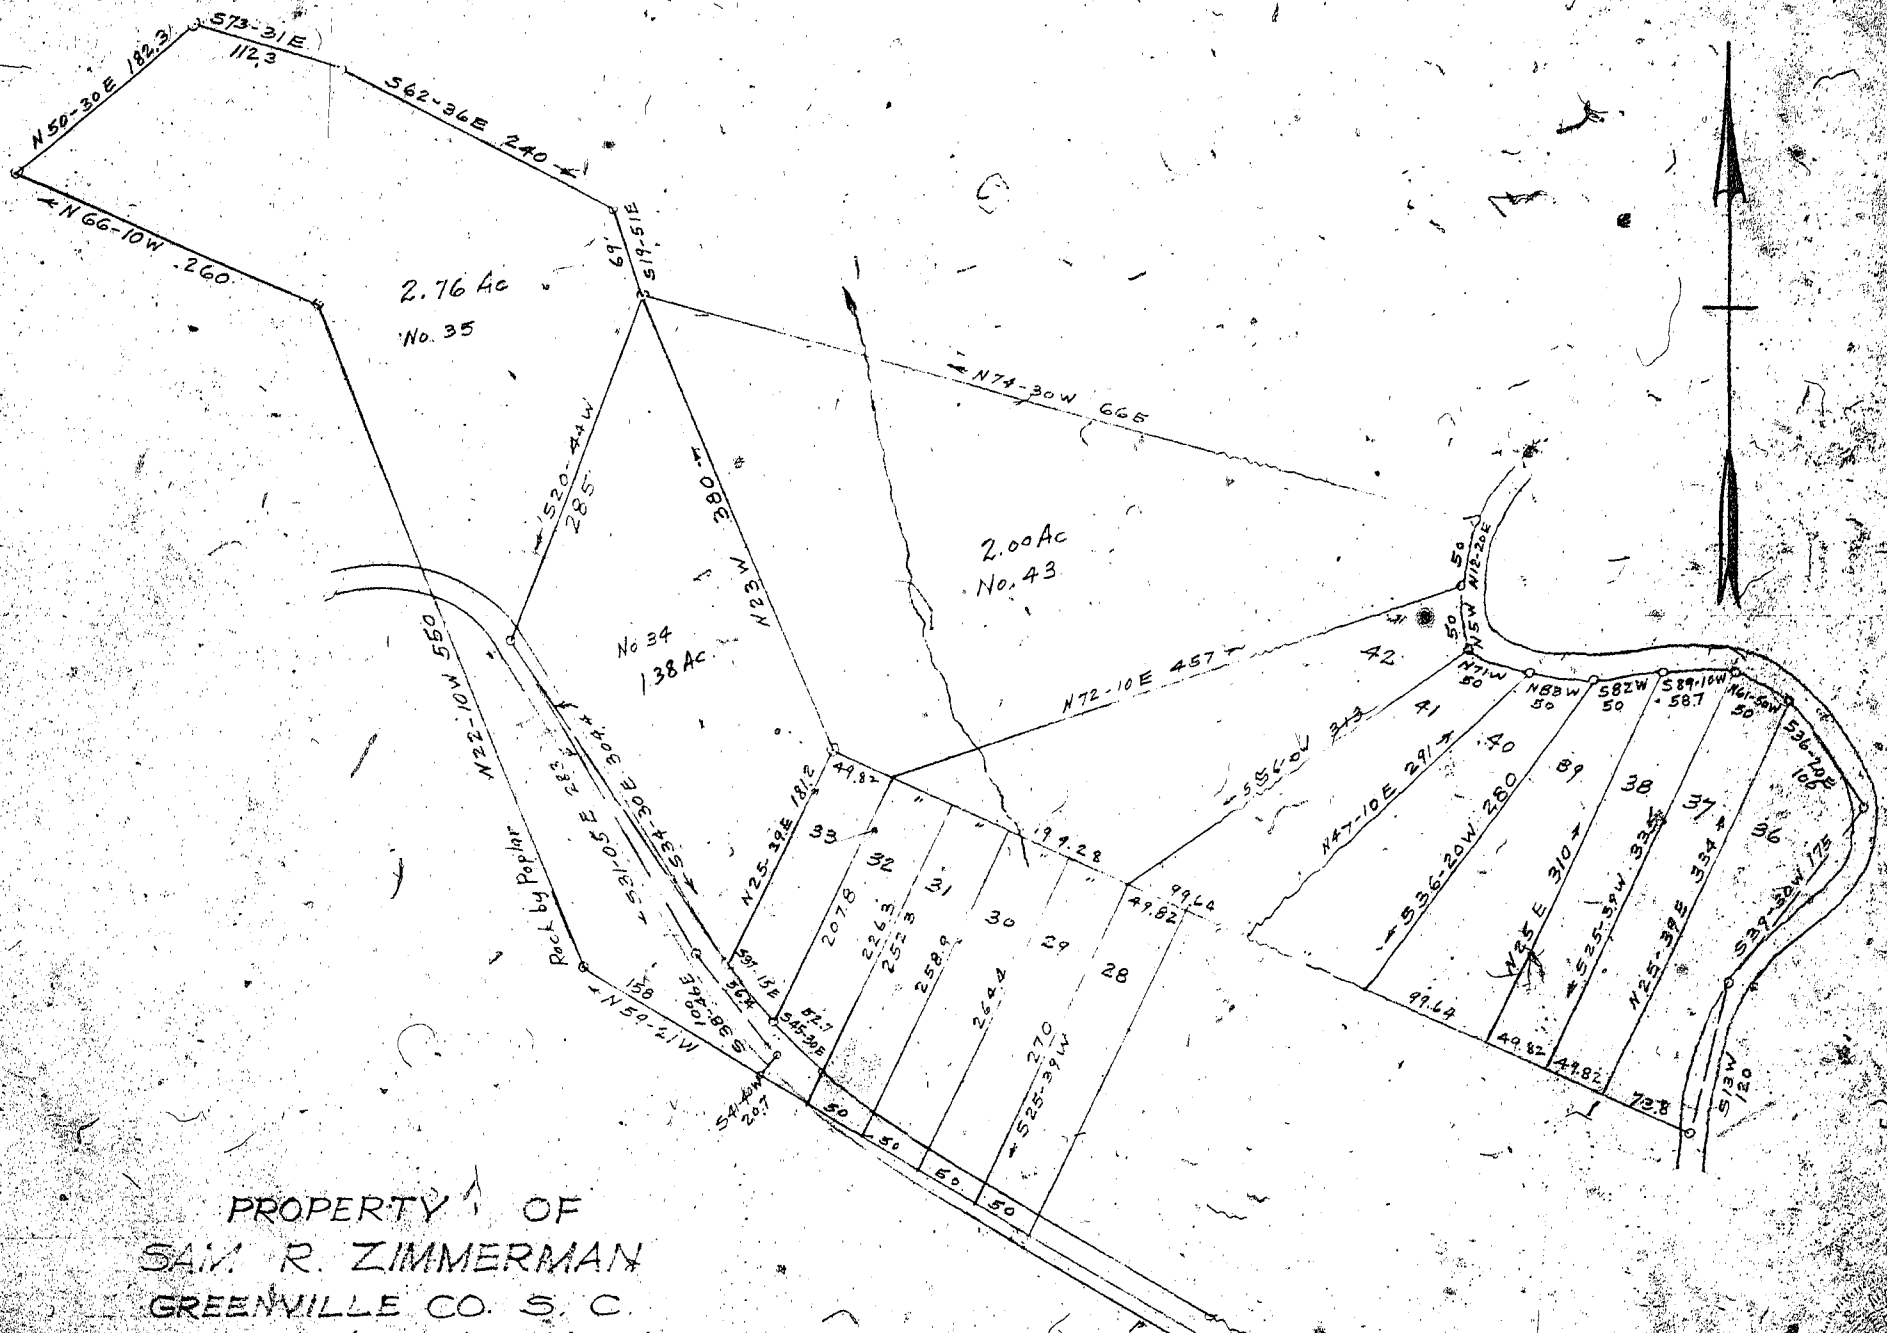 S73-31E
112.3
N50-30E 182.3
S62-36E 240
N66-10W 260
69'
S19-51E
2.76 Ac
No. 35
N74-30W 665
S20-44W
285
380
N23W
2.00 Ac
No. 43
No 34
1.38 Ac.
50
N12-20E
50
N5W
N72-10E 457
42
N71W
50
N83W
50
S82W
50
S89-10W
58.7
N61-50W
50
S36-20E
100
N22-10W 550
S31-05E 283
S34-30E 304.4
S56-0W 313
41
40
39
38
37
36
N47-10E 291
S36-20W 280
N25E 310
S25-39W 335
N25-39E 334
S39-30W 175
N25-39E 181.2
49.82
"
"
199.28
"
49.82
99.64
33
32
31
30
29
28
207.8
226.3
252.3
258.9
264.4
270
S25-39W
Rock by Poplar
158
N59-21W
S38-46E
100
36.4
52.7
S45-30E
S41-40W
20.7
50
50
50
50
99.64
49.82
49.82
73.8
S13W
120
PROPERTY OF
SAM. R. ZIMMERMAN
GREENVILLE CO. S. C.